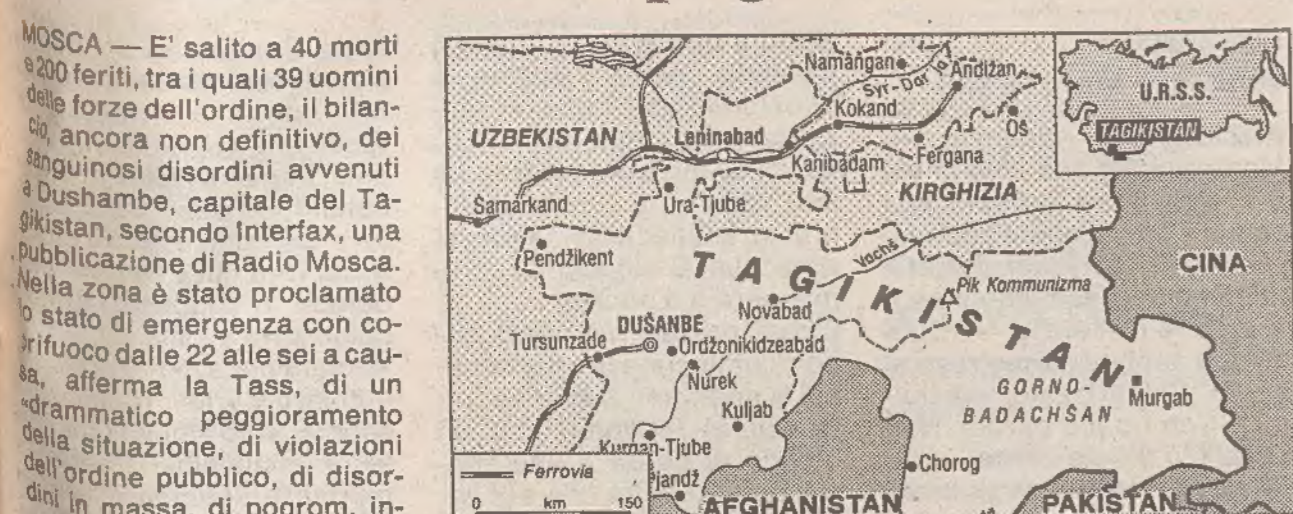 MOSCA — E' salito a 40 morti
e 200 feriti, tra i quali 39 uomini
delle forze dell'ordine, il bilan-
cio, ancora non definitivo, dei
sanguinosi disordini avvenuti
a Dushambe, capitale del Ta-
gikistan, secondo Interfax, una
pubblicazione di Radio Mosca.
Nella zona è stato proclamato
lo stato di emergenza con co-
prifuoco dalle 22 alle sei a cau-
sa, afferma la Tass, di un
«drammatico peggioramento
della situazione, di violazioni
dell'ordine pubblico, di disor-
dini in massa, di pogrom, in-
Namangan
Syr-Dar'ja
Andižan
Kokand
Oš
UZBEKISTAN
Leninabad
Kanibadam
Fergana
KIRGHIZIA
Samarkand
Ura-Tjube
Pendžikent
U.R.S.S.
TAGIKISTAN
CINA
TAGIKISTAN
Vachš
Pik Kommunizma
Novabad
DUŠANBE
Tursunzade
Ordžonikidzeabad
Nurek
GORNO-
BADACHŠAN
Murgab
Kuljab
Kurgan-Tjube
Pjandž
Chorog
Ferrovia
0 km 150
AFGHANISTAN
PAKISTAN